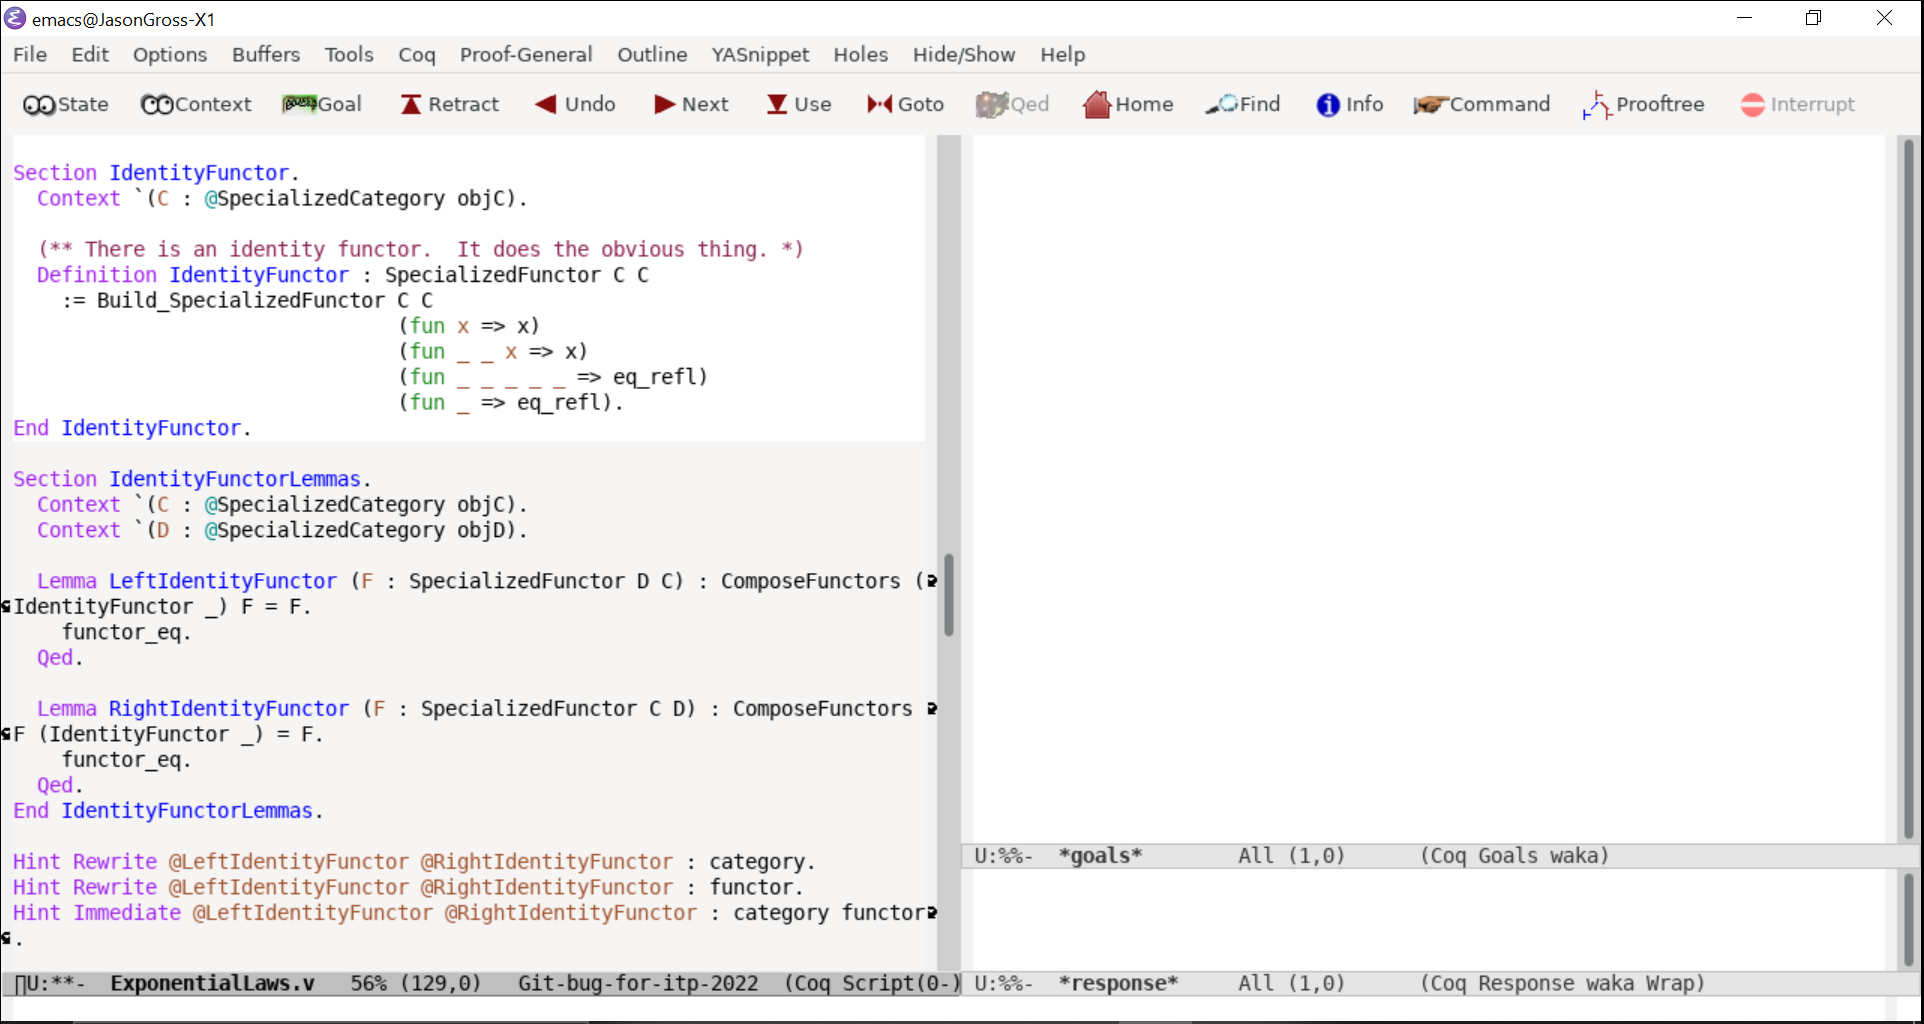 emacs@JasonGross-X1
File Edit Options Buffers Tools Coq Proof-General Outline YASnippet Holes Hide/Show Help
State Context Goal Retract Undo Next Use Goto Qed Home Find Info Command Prooftree Interrupt
Section IdentityFunctor.
Context `(C : @SpecializedCategory objC).
(** There is an identity functor.  It does the obvious thing. *)
Definition IdentityFunctor : SpecializedFunctor C C
:= Build_SpecializedFunctor C C
(fun x => x)
(fun _ _ x => x)
(fun _ _ _ _ _ => eq_refl)
(fun _ => eq_refl).
End IdentityFunctor.
Section IdentityFunctorLemmas.
Context `(C : @SpecializedCategory objC).
Context `(D : @SpecializedCategory objD).
Lemma LeftIdentityFunctor (F : SpecializedFunctor D C) : ComposeFunctors (
IdentityFunctor _) F = F.
functor_eq.
Qed.
Lemma RightIdentityFunctor (F : SpecializedFunctor C D) : ComposeFunctors
F (IdentityFunctor _) = F.
functor_eq.
Qed.
End IdentityFunctorLemmas.
Hint Rewrite @LeftIdentityFunctor @RightIdentityFunctor : category.
Hint Rewrite @LeftIdentityFunctor @RightIdentityFunctor : functor.
Hint Immediate @LeftIdentityFunctor @RightIdentityFunctor : category functor
.
U:**-  ExponentialLaws.v   56% (129,0)   Git-bug-for-itp-2022  (Coq Script(0-)
U:%%-  *goals*        All (1,0)      (Coq Goals waka)
U:%%-  *response*     All (1,0)      (Coq Response waka Wrap)